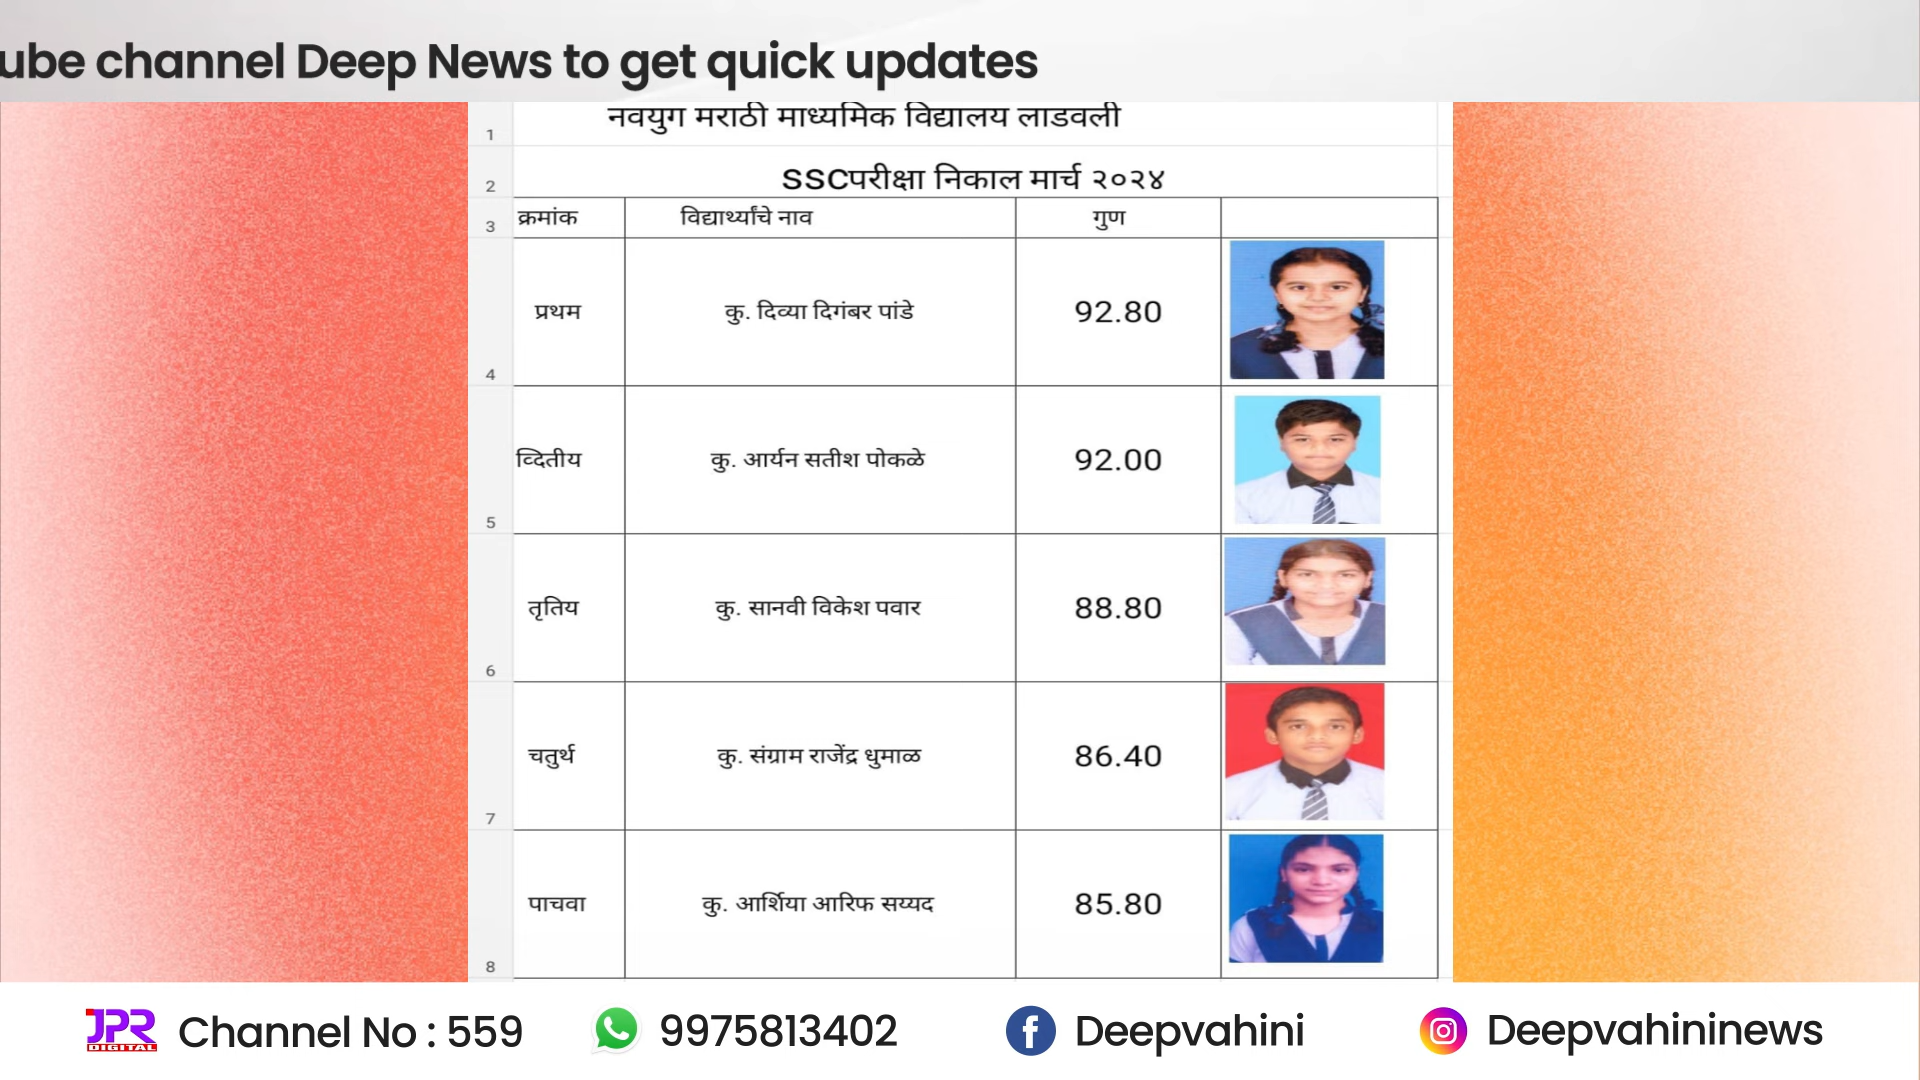 ube channel Deep News to get quick updates
1 नवयुग मराठी माध्यमिक विद्यालय लाडवली
2 SSCपरीक्षा निकाल मार्च २०२४
3 क्रमांक विद्यार्थ्यांचे नाव गुण
4 प्रथम कु. दिव्या दिगंबर पांडे 92.80
5 व्दितीय कु. आर्यन सतीश पोकळे 92.00
6 तृतिय कु. सानवी विकेश पवार 88.80
7 चतुर्थ कु. संग्राम राजेंद्र धुमाळ 86.40
8 पाचवा कु. आर्शिया आरिफ सय्यद 85.80
JPR DIGITAL Channel No : 559 9975813402 Deepvahini Deepvahininews